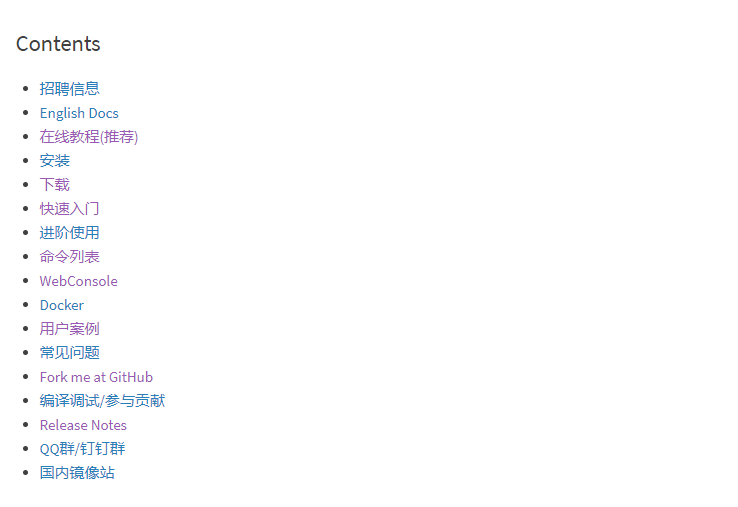 Contents
招聘信息
English Docs
在线教程(推荐)
安装
下载
快速入门
进阶使用
命令列表
WebConsole
Docker
用户案例
常见问题
Fork me at GitHub
编译调试/参与贡献
Release Notes
QQ群/钉钉群
国内镜像站